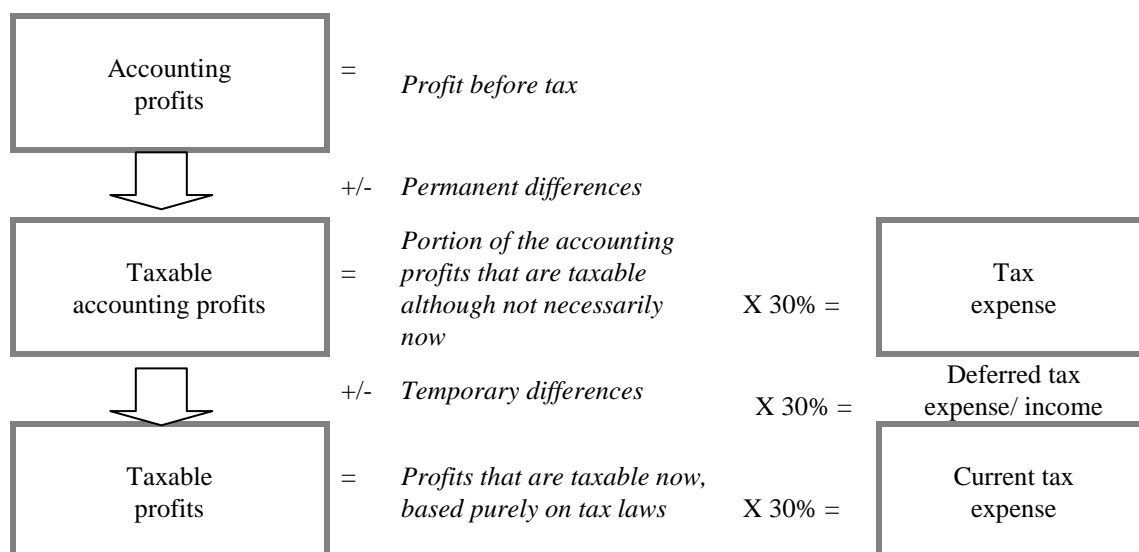 Accounting
profits
=
Profit before tax
+/- Permanent differences
Taxable
accounting profits
=
Portion of the accounting
profits that are taxable
although not necessarily
now
X 30% =
Tax
expense
+/- Temporary differences
X 30% =
Deferred tax
expense/ income
Taxable
profits
=
Profits that are taxable now,
based purely on tax laws
X 30% =
Current tax
expense